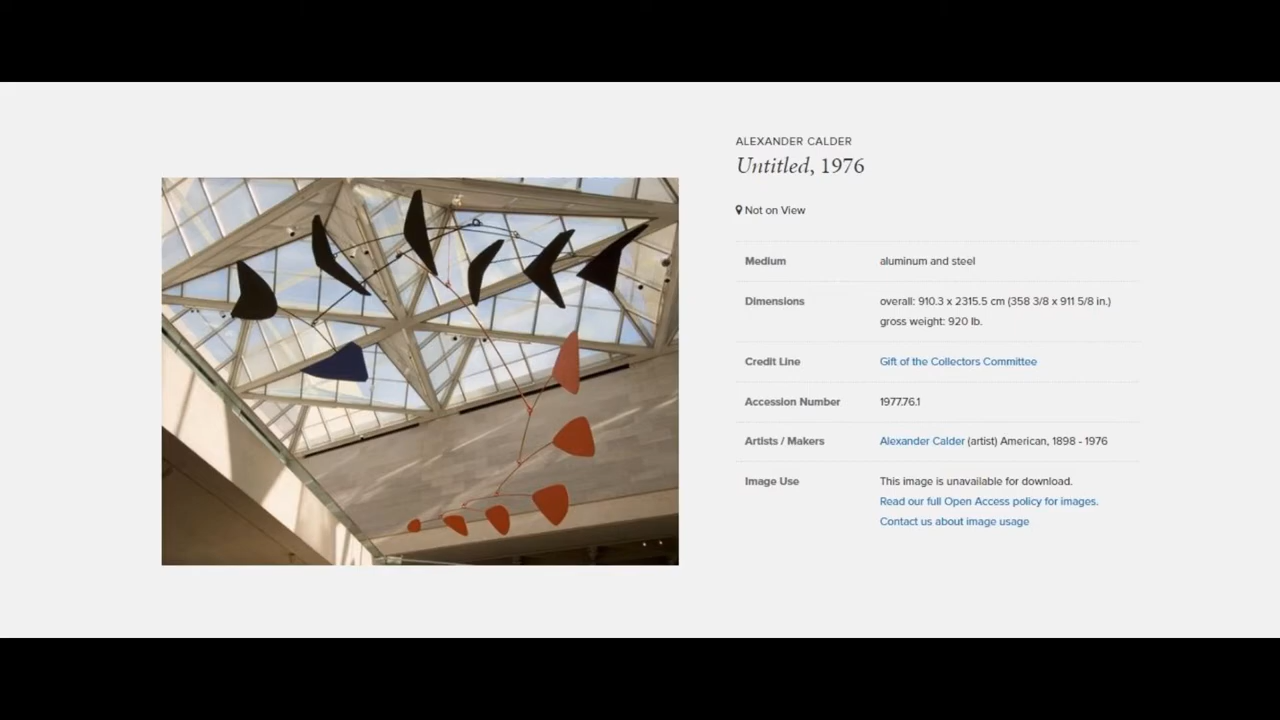 ALEXANDER CALDER
Untitled, 1976
Not on View
Medium aluminum and steel
Dimensions overall: 910.3 x 2315.5 cm (358 3/8 x 911 5/8 in.)
gross weight: 920 lb.
Credit Line Gift of the Collectors Committee
Accession Number 1977.76.1
Artists / Makers Alexander Calder (artist) American, 1898 - 1976
Image Use This image is unavailable for download.
Read our full Open Access policy for images.
Contact us about image usage